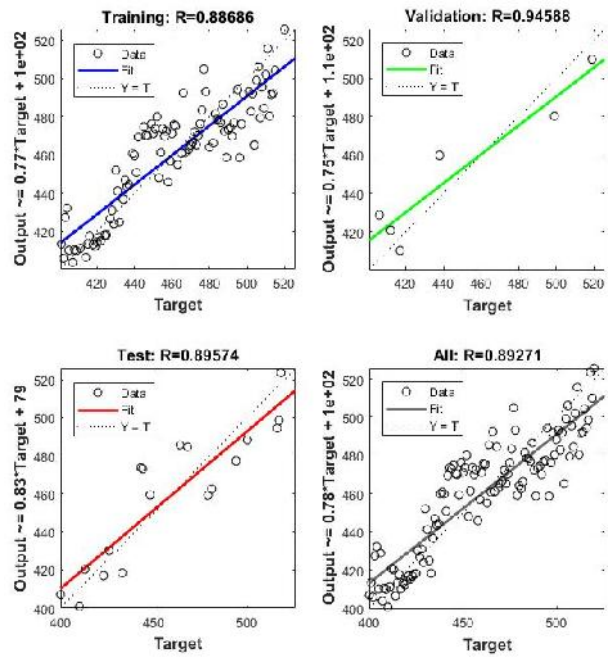 Training: R=0.88686
Output ~= 0.77*Target + 1e+02
520
500
480
460
440
420
Data
Fit
Y = T
420 440 460 480 500 520
Target
Validation: R=0.94588
Output ~= 0.75*Target + 1.1e+02
520
500
480
460
440
420
Data
Fit
Y = T
420 440 460 480 500 520
Target
Test: R=0.89574
Output ~= 0.83*Target + 79
520
500
480
460
440
420
400
Data
Fit
Y = T
400 450 500
Target
All: R=0.89271
Output ~= 0.78*Target + 1e+02
520
500
480
460
440
420
400
Data
Fit
Y = T
400 450 500
Target